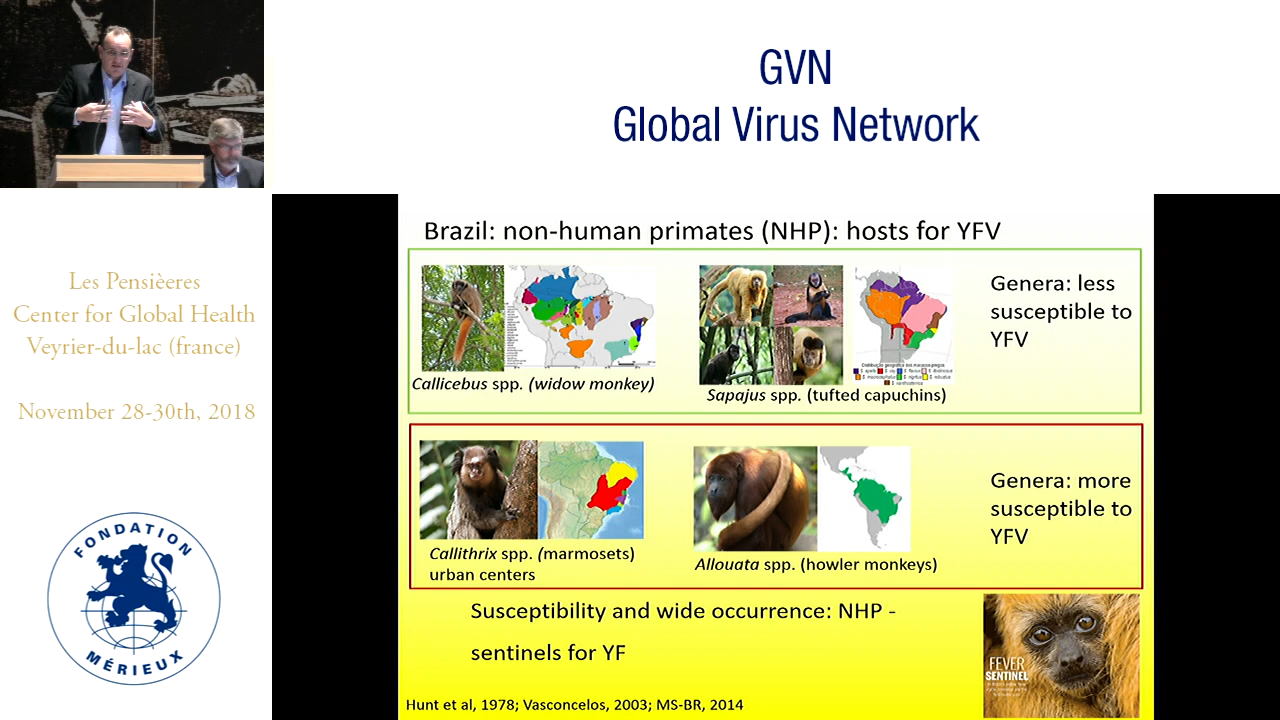 GVN
Global Virus Network
Les Pensièeres
Center for Global Health
Veyrier-du-lac (france)
November 28-30th, 2018
FONDATION
MÉRIEUX
Brazil: non-human primates (NHP): hosts for YFV
Callicebus spp. (widow monkey)
Sapajus spp. (tufted capuchins)
Genera: less
susceptible to
YFV
Callithrix spp. (marmosets)
urban centers
Allouata spp. (howler monkeys)
Genera: more
susceptible to
YFV
Susceptibility and wide occurrence: NHP -
sentinels for YF
FEVER
SENTINEL
Hunt et al, 1978; Vasconcelos, 2003; MS-BR, 2014